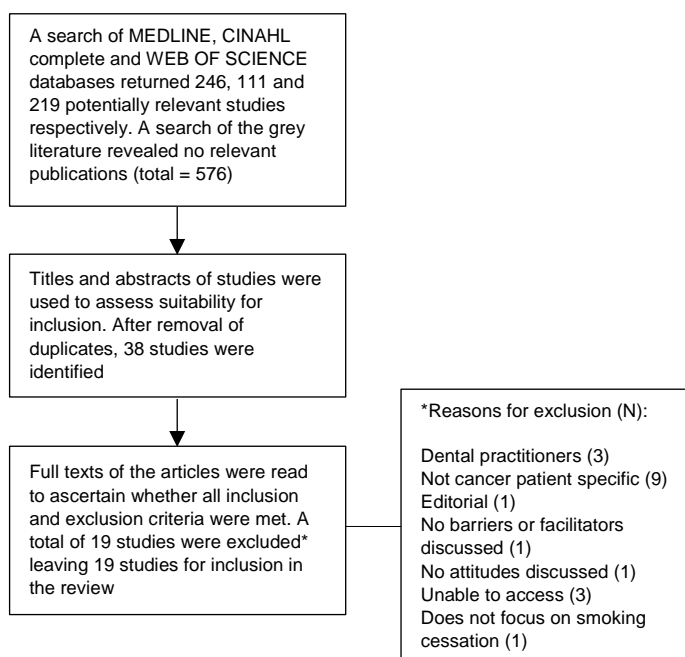 A search of MEDLINE, CINAHL
complete and WEB OF SCIENCE
databases returned 246, 111 and
219 potentially relevant studies
respectively. A search of the grey
literature revealed no relevant
publications (total = 576)
Titles and abstracts of studies were
used to assess suitability for
inclusion. After removal of
duplicates, 38 studies were
identified
Full texts of the articles were read
to ascertain whether all inclusion
and exclusion criteria were met. A
total of 19 studies were excluded*
leaving 19 studies for inclusion in
the review
*Reasons for exclusion (N):
Dental practitioners (3)
Not cancer patient specific (9)
Editorial (1)
No barriers or facilitators
discussed (1)
No attitudes discussed (1)
Unable to access (3)
Does not focus on smoking
cessation (1)